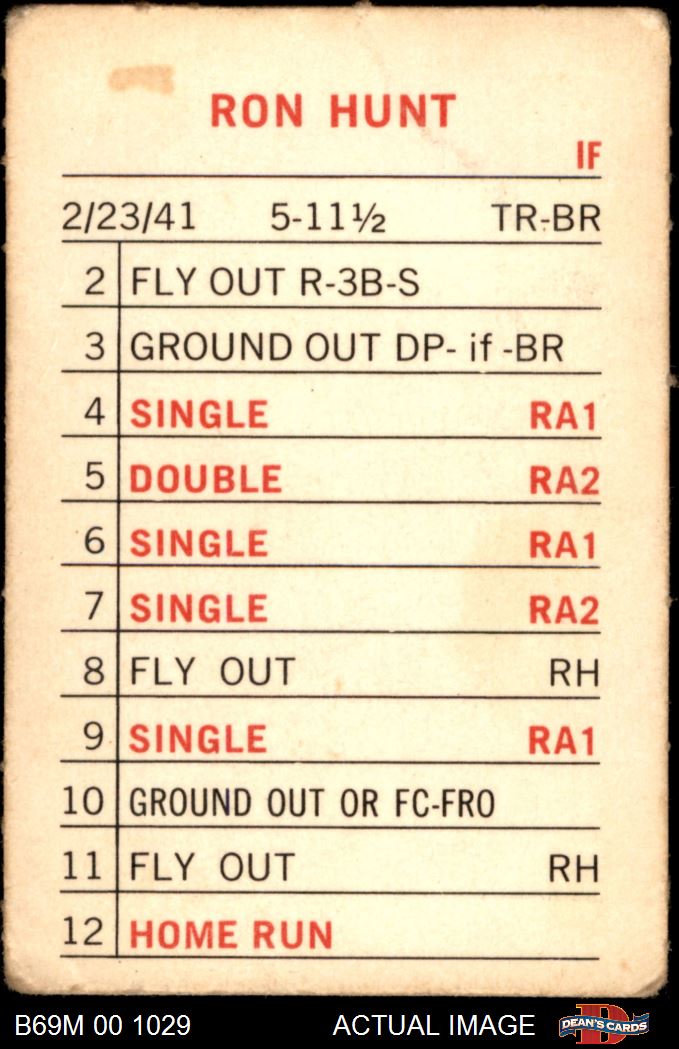 RON HUNT
IF
2/23/41 5-11½ TR-BR
2 FLY OUT R-3B-S
3 GROUND OUT DP- if -BR
4 SINGLE RA1
5 DOUBLE RA2
6 SINGLE RA1
7 SINGLE RA2
8 FLY OUT RH
9 SINGLE RA1
10 GROUND OUT OR FC-FRO
11 FLY OUT RH
12 HOME RUN
B69M 00 1029 ACTUAL IMAGE D DEAN'S CARDS